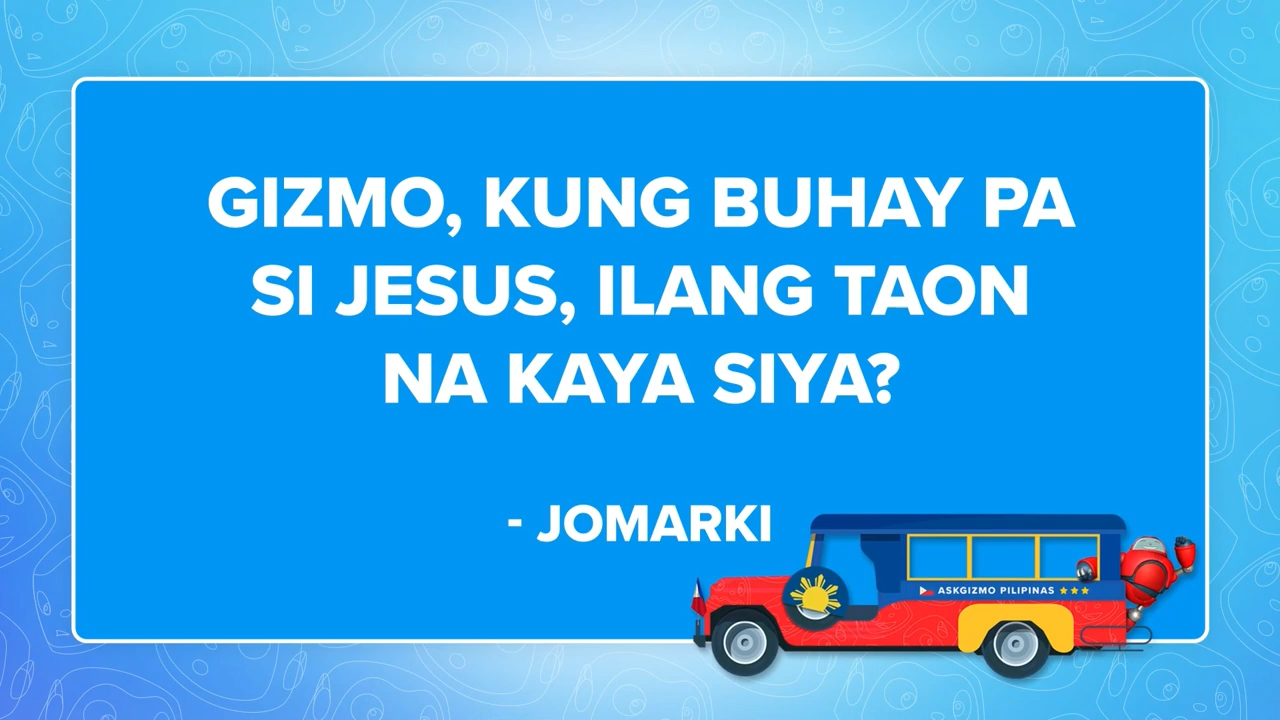 GIZMO, KUNG BUHAY PA
SI JESUS, ILANG TAON
NA KAYA SIYA?
- JOMARKI
ASKGIZMO PILIPINAS